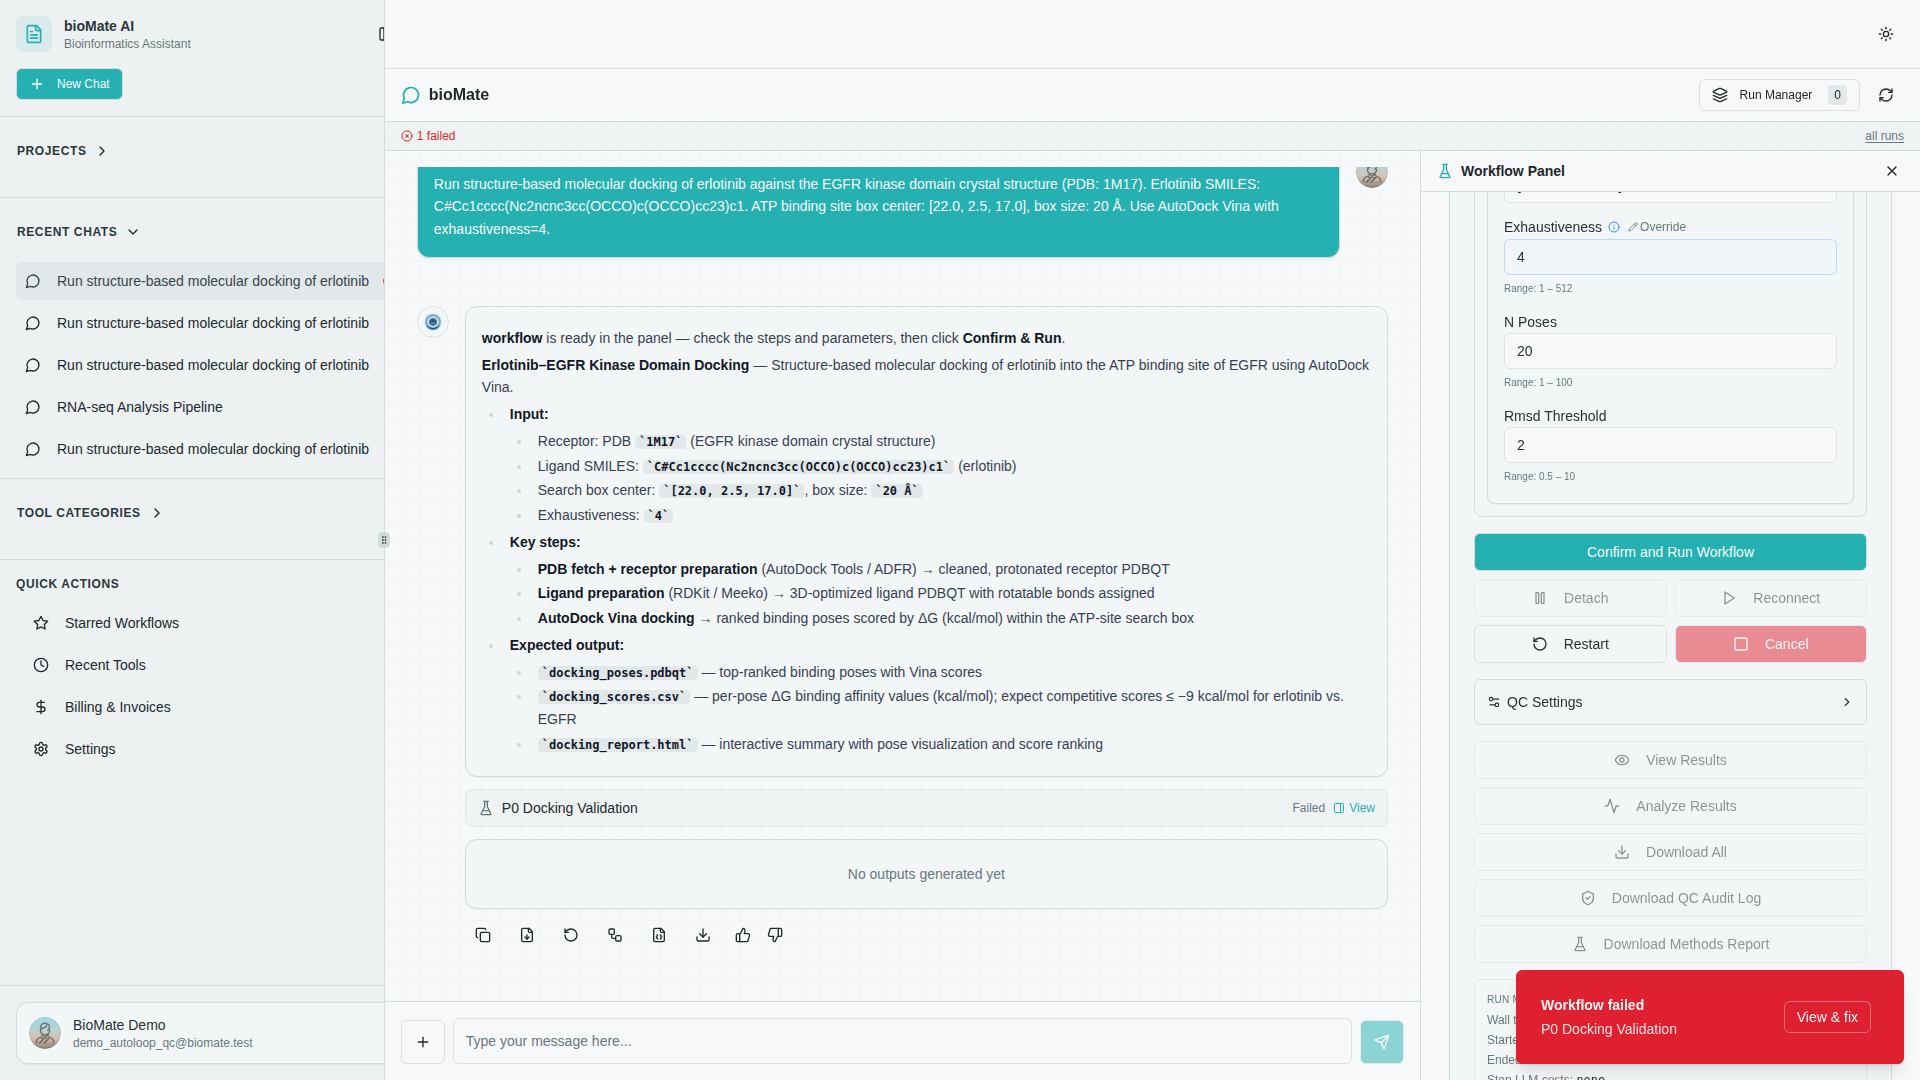 bioMate AI
Bioinformatics Assistant
New Chat
PROJECTS
RECENT CHATS
Run structure-based molecular docking of erlotinib
Run structure-based molecular docking of erlotinib
Run structure-based molecular docking of erlotinib
RNA-seq Analysis Pipeline
Run structure-based molecular docking of erlotinib
TOOL CATEGORIES
QUICK ACTIONS
Starred Workflows
Recent Tools
Billing & Invoices
Settings
BioMate Demo
demo_autoloop_qc@biomate.test
bioMate
Run Manager 0
1 failed
all runs
Run structure-based molecular docking of erlotinib against the EGFR kinase domain crystal structure (PDB: 1M17). Erlotinib SMILES:
C#Cc1cccc(Nc2ncnc3cc(OCCO)c(OCCO)cc23)c1. ATP binding site box center: [22.0, 2.5, 17.0], box size: 20 Å. Use AutoDock Vina with
exhaustiveness=4.
workflow is ready in the panel — check the steps and parameters, then click Confirm & Run.
Erlotinib–EGFR Kinase Domain Docking — Structure-based molecular docking of erlotinib into the ATP binding site of EGFR using AutoDock
Vina.
Input:
Receptor: PDB `1M17` (EGFR kinase domain crystal structure)
Ligand SMILES: `C#Cc1cccc(Nc2ncnc3cc(OCCO)c(OCCO)cc23)c1` (erlotinib)
Search box center: `[22.0, 2.5, 17.0]`, box size: `20 Å`
Exhaustiveness: `4`
Key steps:
PDB fetch + receptor preparation (AutoDock Tools / ADFR) → cleaned, protonated receptor PDBQT
Ligand preparation (RDKit / Meeko) → 3D-optimized ligand PDBQT with rotatable bonds assigned
AutoDock Vina docking → ranked binding poses scored by ΔG (kcal/mol) within the ATP-site search box
Expected output:
`docking_poses.pdbqt` — top-ranked binding poses with Vina scores
`docking_scores.csv` — per-pose ΔG binding affinity values (kcal/mol); expect competitive scores ≤ −9 kcal/mol for erlotinib vs.
EGFR
`docking_report.html` — interactive summary with pose visualization and score ranking
P0 Docking Validation
Failed View
No outputs generated yet
Type your message here...
Workflow Panel
Exhaustiveness Override
4
Range: 1 – 512
N Poses
20
Range: 1 – 100
Rmsd Threshold
2
Range: 0.5 – 10
Confirm and Run Workflow
Detach
Reconnect
Restart
Cancel
QC Settings
View Results
Analyze Results
Download All
Download QC Audit Log
Download Methods Report
RUN
Wall
Workflow failed
P0 Docking Validation
View & fix